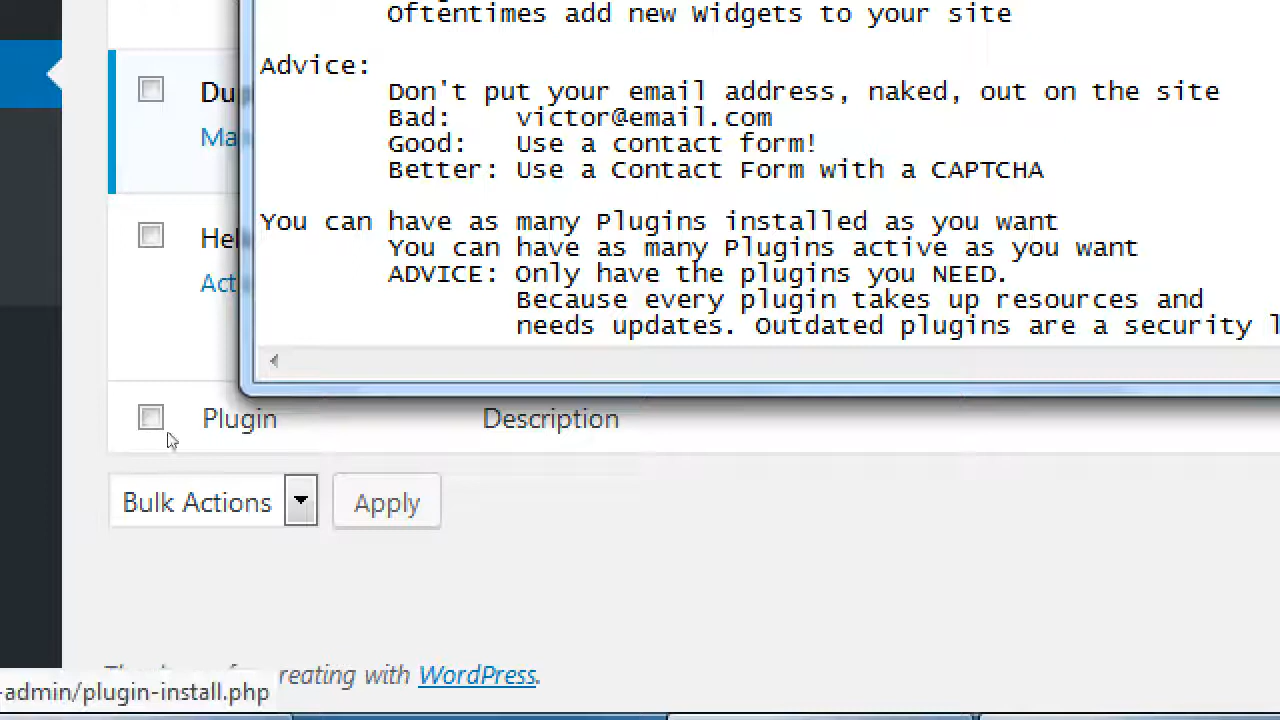 Oftentimes add new Widgets to your site
Advice:
Don't put your email address, naked, out on the site
Bad: victor@email.com
Good: Use a contact form!
Better: Use a Contact Form with a CAPTCHA
You can have as many Plugins installed as you want
You can have as many Plugins active as you want
ADVICE: Only have the plugins you NEED.
Because every plugin takes up resources and
needs updates. Outdated plugins are a security
Plugin Description
Bulk Actions Apply
reating with WordPress.
-admin/plugin-install.php